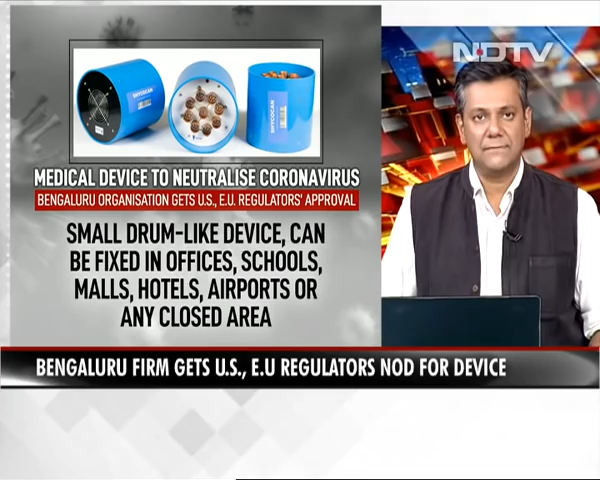 NDTV
SHYCOCAN
SHYCOCAN
MEDICAL DEVICE TO NEUTRALISE CORONAVIRUS
BENGALURU ORGANISATION GETS U.S., E.U. REGULATORS' APPROVAL
SMALL DRUM-LIKE DEVICE, CAN
BE FIXED IN OFFICES, SCHOOLS,
MALLS, HOTELS, AIRPORTS OR
ANY CLOSED AREA
BENGALURU FIRM GETS U.S., E.U REGULATORS NOD FOR DEVICE